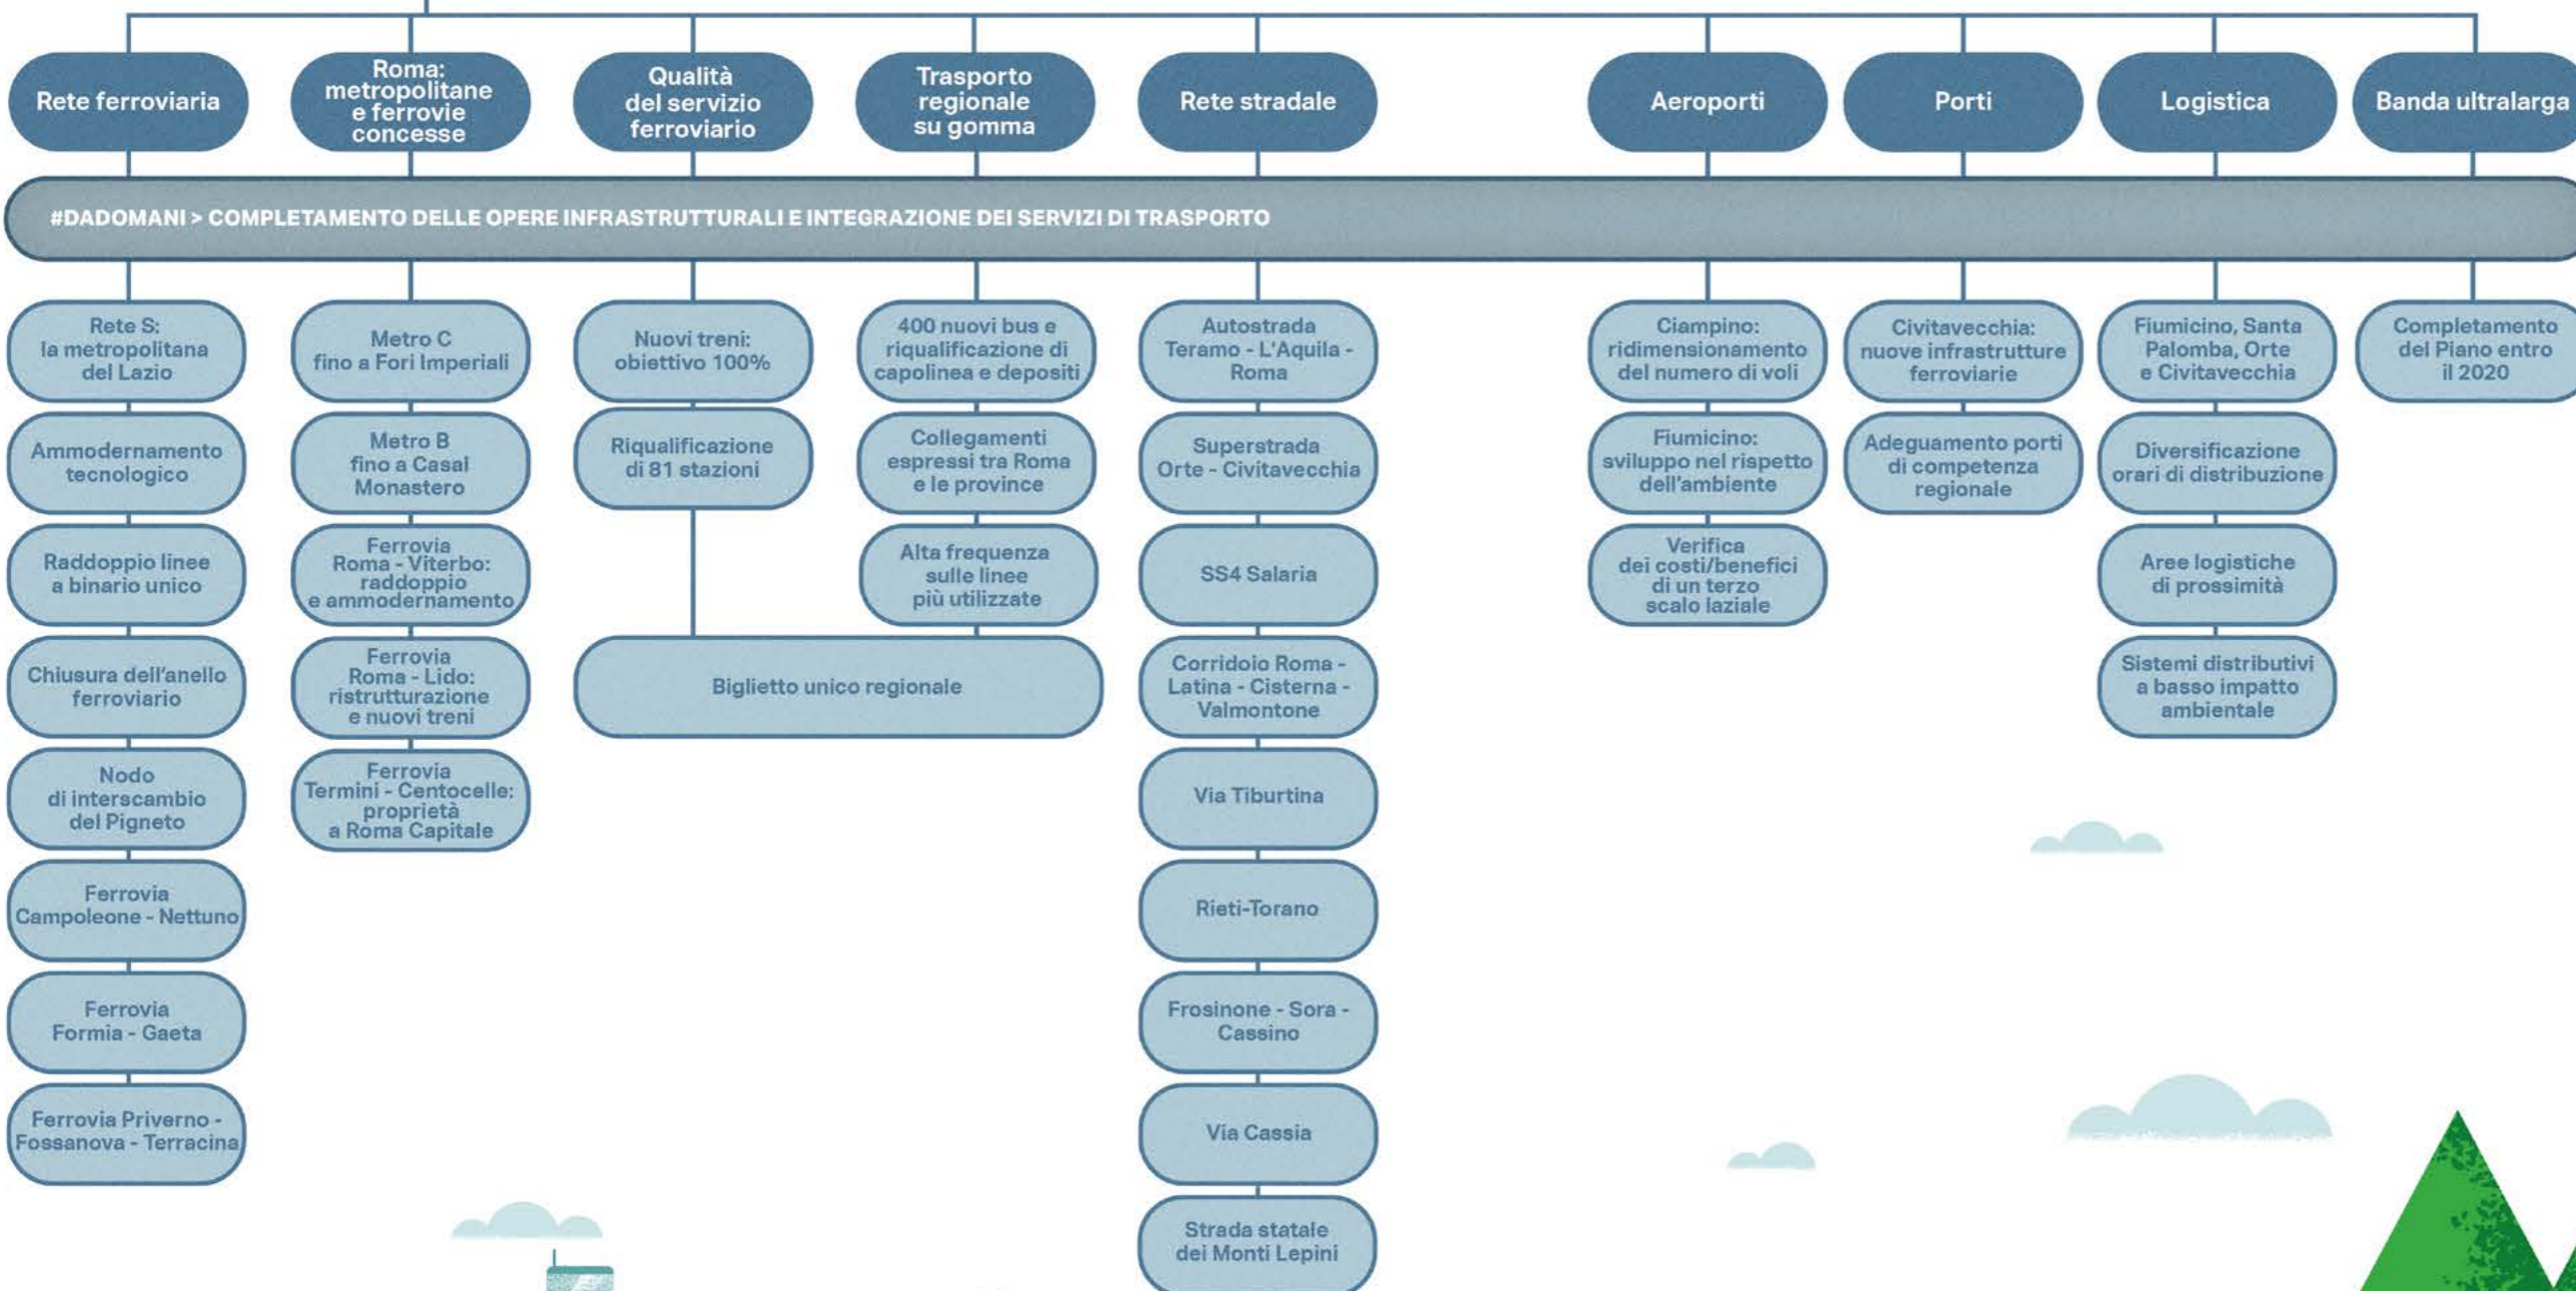 Rete ferroviaria
Roma:
metropolitane
e ferrovie
concesse
Qualità
del servizio
ferroviario
Trasporto
regionale
su gomma
Rete stradale
Aeroporti
Porti
Logistica
Banda ultralarga
#DADOMANI > COMPLETAMENTO DELLE OPERE INFRASTRUTTURALI E INTEGRAZIONE DEI SERVIZI DI TRASPORTO
Rete S:
la metropolitana
del Lazio
Ammodernamento
tecnologico
Raddoppio linee
a binario unico
Chiusura dell'anello
ferroviario
Nodo
di interscambio
del Pigneto
Ferrovia
Campoleone - Nettuno
Ferrovia
Formia - Gaeta
Ferrovia Priverno -
Fossanova - Terracina
Metro C
fino a Fori Imperiali
Metro B
fino a Casal
Monastero
Ferrovia
Roma - Viterbo:
raddoppio
e ammodernamento
Ferrovia
Roma - Lido:
ristrutturazione
e nuovi treni
Ferrovia
Termini - Centocelle:
proprietà
a Roma Capitale
Nuovi treni:
obiettivo 100%
Riqualificazione
di 81 stazioni
400 nuovi bus e
riqualificazione di
capolinea e depositi
Collegamenti
espressi tra Roma
e le province
Alta frequenza
sulle linee
più utilizzate
Biglietto unico regionale
Autostrada
Teramo - L'Aquila -
Roma
Superstrada
Orte - Civitavecchia
SS4 Salaria
Corridoio Roma -
Latina - Cisterna -
Valmontone
Via Tiburtina
Rieti-Torano
Frosinone - Sora -
Cassino
Via Cassia
Strada statale
dei Monti Lepini
Ciampino:
ridimensionamento
del numero di voli
Fiumicino:
sviluppo nel rispetto
dell'ambiente
Verifica
dei costi/benefici
di un terzo
scalo laziale
Civitavecchia:
nuove infrastrutture
ferroviarie
Adeguamento porti
di competenza
regionale
Fiumicino, Santa
Palomba, Orte
e Civitavecchia
Diversificazione
orari di distribuzione
Aree logistiche
di prossimità
Sistemi distributivi
a basso impatto
ambientale
Completamento
del Piano entro
il 2020